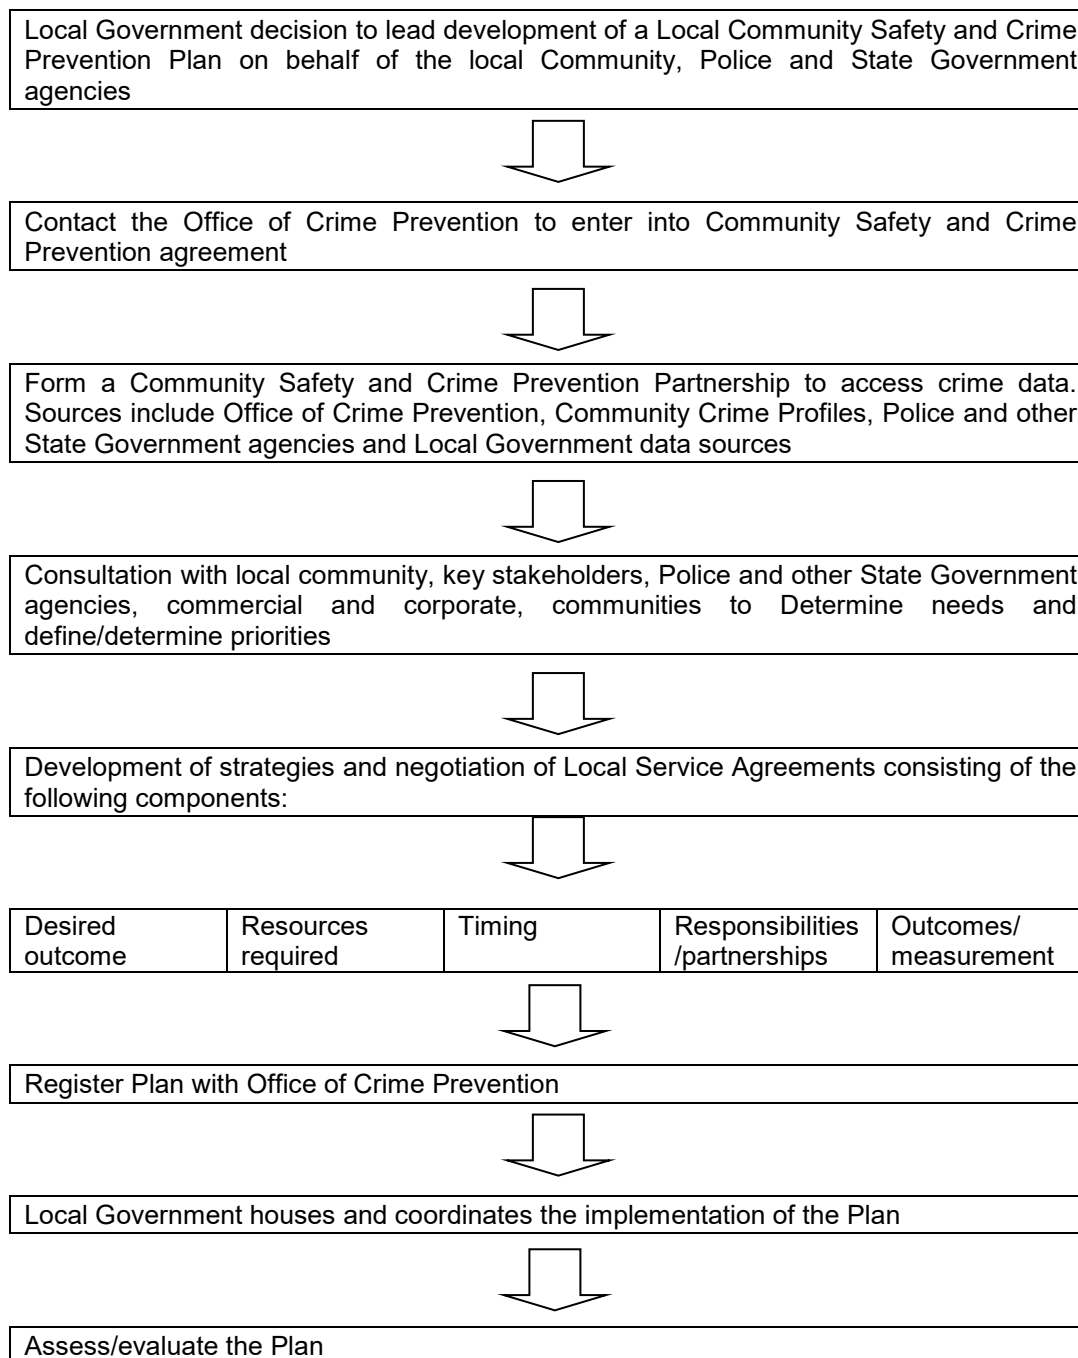 Local Government decision to lead development of a Local Community Safety and Crime
Prevention Plan on behalf of the local Community, Police and State Government
agencies
Contact the Office of Crime Prevention to enter into Community Safety and Crime
Prevention agreement
Form a Community Safety and Crime Prevention Partnership to access crime data.
Sources include Office of Crime Prevention, Community Crime Profiles, Police and other
State Government agencies and Local Government data sources
Consultation with local community, key stakeholders, Police and other State Government
agencies, commercial and corporate, communities to Determine needs and
define/determine priorities
Development of strategies and negotiation of Local Service Agreements consisting of the
following components:
Desired
outcome
Resources
required
Timing
Responsibilities
/partnerships
Outcomes/
measurement
Register Plan with Office of Crime Prevention
Local Government houses and coordinates the implementation of the Plan
Assess/evaluate the Plan